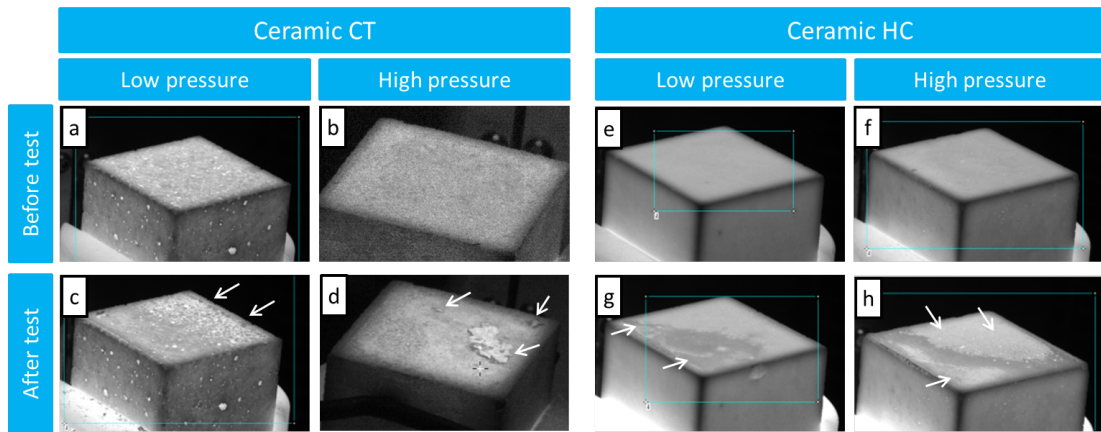 Ceramic CT
Ceramic HC
Low pressure
High pressure
Low pressure
High pressure
Before test
a
b
e
f
After test
c
d
g
h